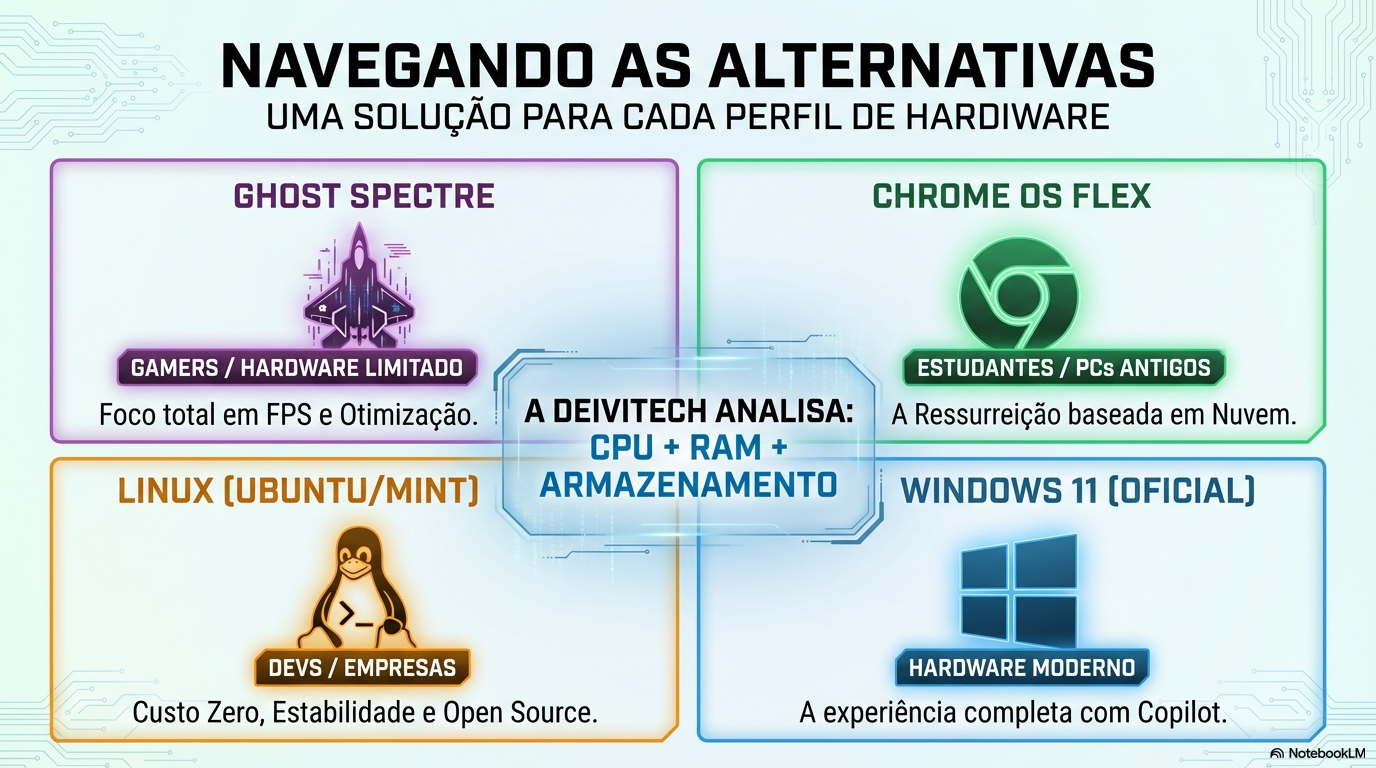 NAVEGANDO AS ALTERNATIVAS
UMA SOLUÇÃO PARA CADA PERFIL DE HARDIWARE
GHOST SPECTRE
GAMERS / HARDWARE LIMITADO
Foco total em FPS e Otimização.
CHROME OS FLEX
ESTUDANTES / PCs ANTIGOS
A Ressurreição baseada em Nuvem.
A DEIVITECH ANALISA:
CPU + RAM +
ARMAZENAMENTO
LINUX (UBUNTU/MINT)
>_
DEVS / EMPRESAS
Custo Zero, Estabilidade e Open Source.
WINDOWS 11 (OFICIAL)
HARDWARE MODERNO
A experiência completa com Copilot.
NotebookLM